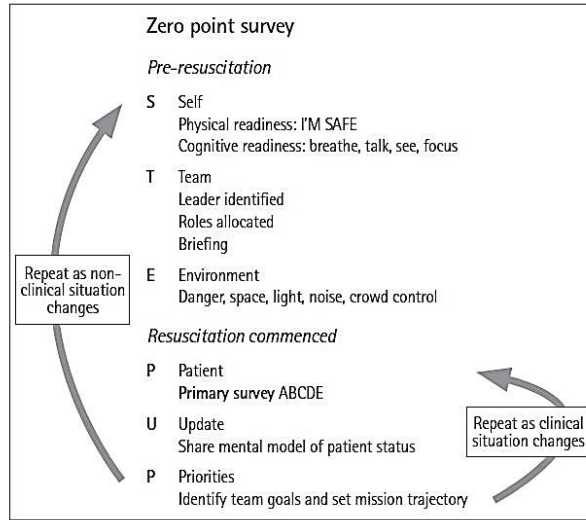 Zero point survey
Pre-resuscitation
S Self
Physical readiness: I'M SAFE
Cognitive readiness: breathe, talk, see, focus
T Team
Leader identified
Roles allocated
Briefing
E Environment
Danger, space, light, noise, crowd control
Repeat as non-
clinical situation
changes
Resuscitation commenced
P Patient
Primary survey ABCDE
U Update
Share mental model of patient status
P Priorities
Identify team goals and set mission trajectory
Repeat as clinical
situation changes